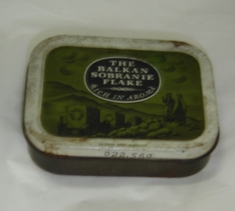 THE
BALKAN
SOBRANIE
FLAKE
RICH IN AROMA